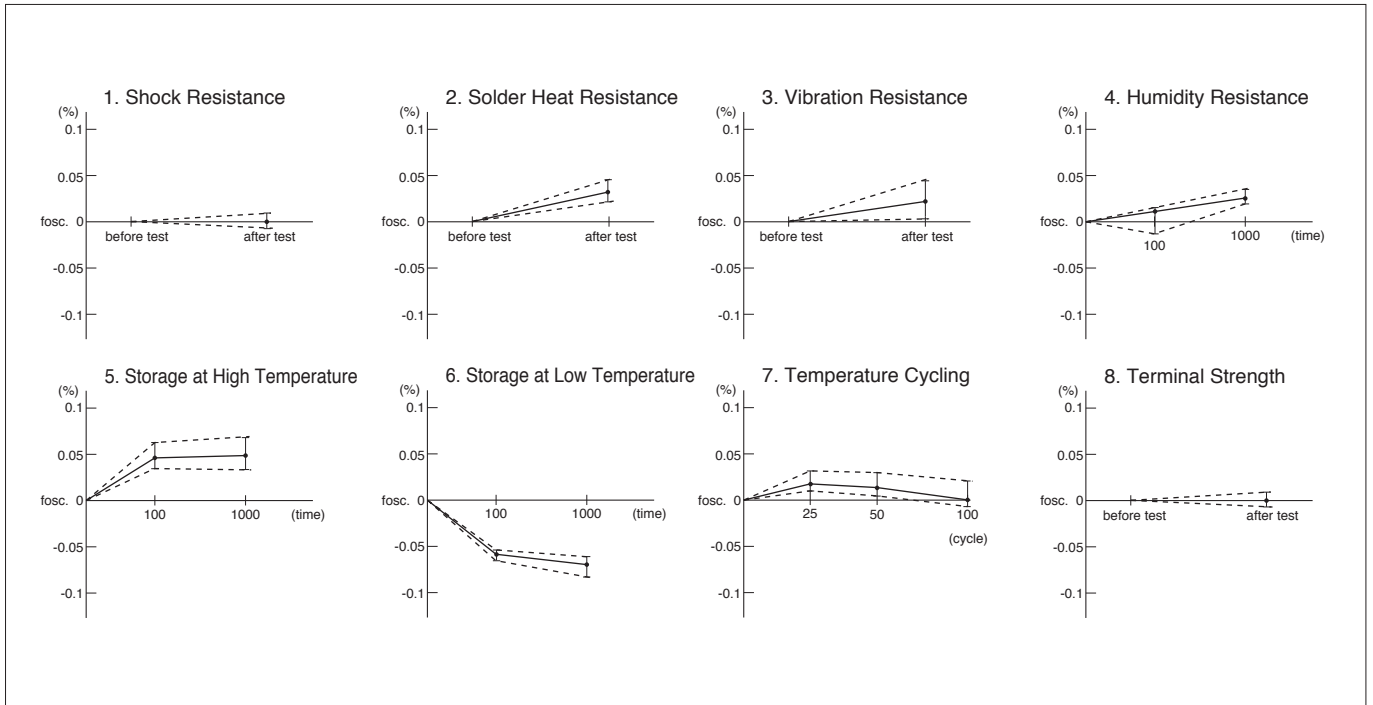 1. Shock Resistance
(%)
0.1
0.05
fosc. 0
before test after test
-0.05
-0.1
2. Solder Heat Resistance
(%)
0.1
0.05
fosc. 0
before test after test
-0.05
-0.1
3. Vibration Resistance
(%)
0.1
0.05
fosc. 0
before test after test
-0.05
-0.1
4. Humidity Resistance
(%)
0.1
0.05
fosc. 0
100 1000 (time)
-0.05
-0.1
5. Storage at High Temperature
(%)
0.1
0.05
fosc. 0
100 1000 (time)
-0.05
-0.1
6. Storage at Low Temperature
(%)
0.1
0.05
fosc. 0
100 1000 (time)
-0.05
-0.1
7. Temperature Cycling
(%)
0.1
0.05
fosc. 0
25 50 100
(cycle)
-0.05
-0.1
8. Terminal Strength
(%)
0.1
0.05
fosc. 0
before test after test
-0.05
-0.1